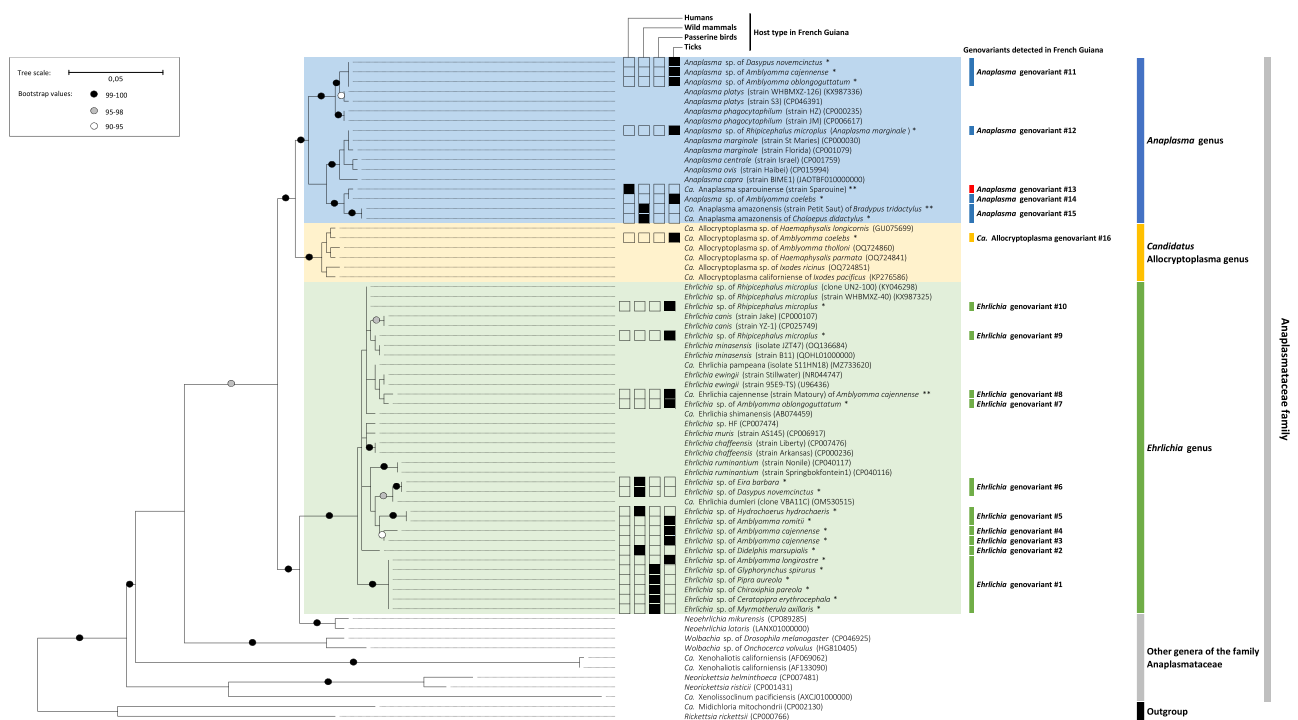 Humans
Wild mammals
Passerine birds
Ticks
Host type in French Guiana
Genovariants detected in French Guiana
Tree scale:
0,05
Bootstrap values:
99-100
95-98
90-95
Anaplasma sp. of Dasypus novemcinctus *
Anaplasma sp. of Amblyomma cajennense *
Anaplasma genovariant #11
Anaplasma sp. of Amblyomma oblongoguttatum *
Anaplasma platys (strain WHBMXZ-126) (KX987336)
Anaplasma platys (strain S3) (CP046391)
Anaplasma phagocytophilum (strain HZ) (CP000235)
Anaplasma phagocytophilum (strain JM) (CP006617)
Anaplasma sp. of Rhipicephalus microplus (Anaplasma marginale) *
Anaplasma genovariant #12
Anaplasma marginale (strain St Maries) (CP000030)
Anaplasma genus
Anaplasma marginale (strain Florida) (CP001079)
Anaplasma centrale (strain Israel) (CP001759)
Anaplasma ovis (strain Haibei) (CP015994)
Anaplasma capra (strain BIME1) (JAOTBF010000000)
Ca. Anaplasma sparouinense (strain Sparouine) **
Anaplasma genovariant #13
Anaplasma sp. of Amblyomma coelebs *
Anaplasma genovariant #14
Ca. Anaplasma amazonensis (strain Petit Saut) of Bradypus tridactylus **
Anaplasma genovariant #15
Ca. Anaplasma amazonensis of Choloepus didactylus *
Ca. Allocryptoplasma sp. of Haemaphysalis longicornis (GU075699)
Ca. Allocryptoplasma sp. of Amblyomma coelebs *
Ca. Allocryptoplasma genovariant #16
Ca. Allocryptoplasma sp. of Amblyomma tholloni (OQ724860)
Candidatus
Ca. Allocryptoplasma sp. of Haemaphysalis parmata (OQ724841)
Allocryptoplasma genus
Ca. Allocryptoplasma sp. of Ixodes ricinus (OQ724851)
Ca. Allocryptoplasma californiense of Ixodes pacificus (KP276586)
Ehrlichia sp. of Rhipicephalus microplus (clone UN2-100) (KY046298)
Ehrlichia sp. of Rhipicephalus microplus (strain WHBMXZ-40) (KX987325)
Ehrlichia sp. of Rhipicephalus microplus *
Ehrlichia genovariant #10
Ehrlichia canis (strain Jake) (CP000107)
Ehrlichia canis (strain YZ-1) (CP025749)
Ehrlichia sp. of Rhipicephalus microplus *
Ehrlichia genovariant #9
Ehrlichia minasensis (isolate JZT47) (OQ136684)
Ehrlichia minasensis (strain B11) (QOHL01000000)
Ca. Ehrlichia pampeana (isolate S11HN18) (MZ733620)
Ehrlichia ewingii (strain Stillwater) (NR044747)
Ehrlichia ewingii (strain 95E9-TS) (U96436)
Ca. Ehrlichia cajennense (strain Matoury) of Amblyomma cajennense **
Ehrlichia genovariant #8
Ehrlichia sp. of Amblyomma oblongoguttatum *
Ehrlichia genovariant #7
Ca. Ehrlichia shimanensis (AB074459)
Ehrlichia sp. HF (CP007474)
Ehrlichia muris (strain AS145) (CP006917)
Ehrlichia chaffeensis (strain Liberty) (CP007476)
Ehrlichia genus
Ehrlichia chaffeensis (strain Arkansas) (CP000236)
Ehrlichia ruminantium (strain Nonile) (CP040117)
Ehrlichia ruminantium (strain Springbokfontein1) (CP040116)
Ehrlichia sp. of Eira barbara *
Ehrlichia genovariant #6
Ehrlichia sp. of Dasypus novemcinctus *
Ca. Ehrlichia dumleri (clone VBA11C) (OM530515)
Ehrlichia sp. of Hydrochoerus hydrochaeris *
Ehrlichia genovariant #5
Ehrlichia sp. of Amblyomma romitii *
Ehrlichia sp. of Amblyomma cajennense *
Ehrlichia genovariant #4
Ehrlichia sp. of Amblyomma cajennense *
Ehrlichia genovariant #3
Ehrlichia sp. of Didelphis marsupialis *
Ehrlichia genovariant #2
Ehrlichia sp. of Amblyomma longirostre *
Ehrlichia sp. of Glyphorynchus spirurus *
Ehrlichia sp. of Pipra aureola *
Ehrlichia genovariant #1
Ehrlichia sp. of Chiroxiphia pareola *
Ehrlichia sp. of Ceratopipra erythrocephala *
Ehrlichia sp. of Myrmotherula axillaris *
Neoehrlichia mikurensis (CP089285)
Neoehrlichia lotoris (LANX01000000)
Wolbachia sp. of Drosophila melanogaster (CP046925)
Wolbachia sp. of Onchocerca volvulus (HG810405)
Other genera of the family
Anaplasmataceae
Ca. Xenohaliotis californiensis (AF069062)
Ca. Xenohaliotis californiensis (AF133090)
Neorickettsia helminthoeca (CP007481)
Neorickettsia risticii (CP001431)
Ca. Xenolissoclinum pacificiensis (AXCJ01000000)
Ca. Midichloria mitochondrii (CP002130)
Outgroup
Rickettsia rickettsii (CP000766)
Anaplasmataceae family